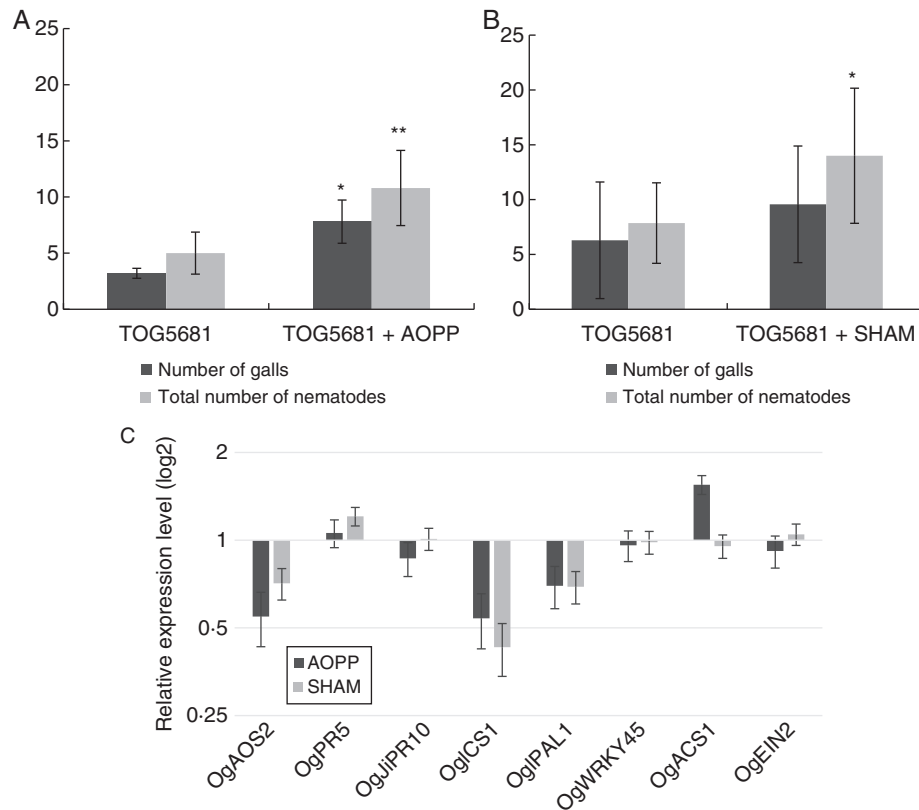 A
25
20
15
10
5
0
*
**
TOG5681
TOG5681 + AOPP
Number of galls
Total number of nematodes
B
25
20
15
10
5
0
*
TOG5681
TOG5681 + SHAM
Number of galls
Total number of nematodes
C
Relative expression level (log2)
2
1
0·5
0·25
AOPP
SHAM
OgAOS2
OgPR5
OgJiPR10
OgICS1
OglPAL1
OgWRKY45
OgACS1
OgEIN2